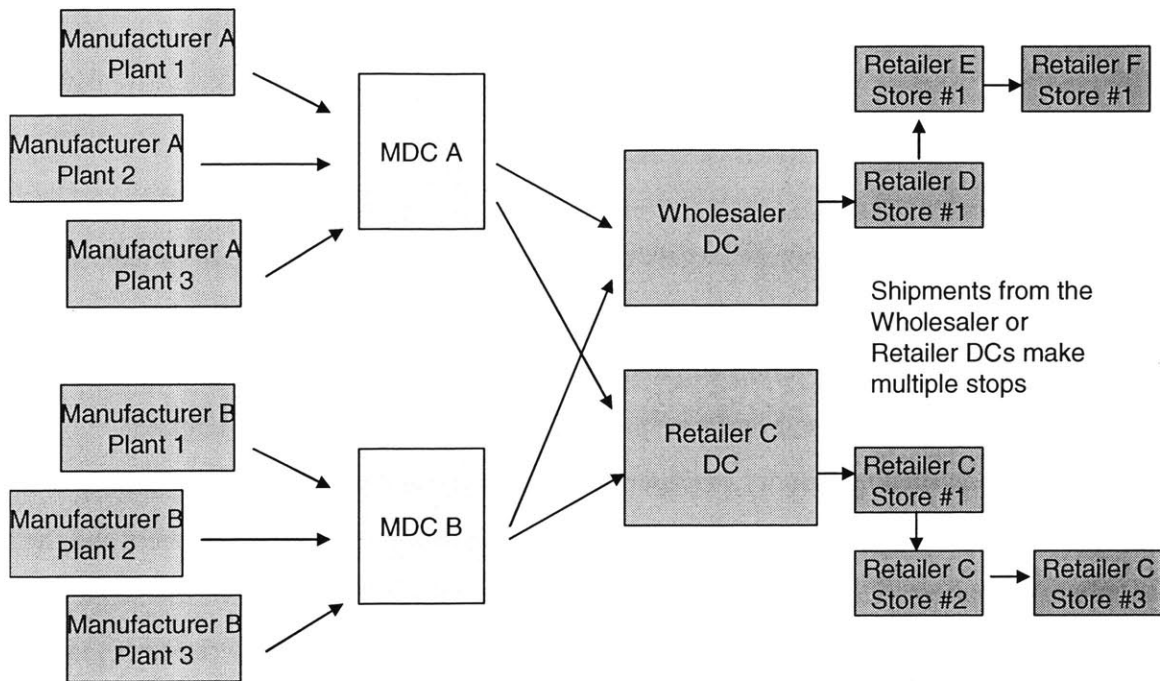 Manufacturer A
Plant 1
Manufacturer A
Plant 2
Manufacturer A
Plant 3
MDC A
Manufacturer B
Plant 1
Manufacturer B
Plant 2
Manufacturer B
Plant 3
MDC B
Wholesaler
DC
Retailer C
DC
Retailer E
Store #1
Retailer F
Store #1
Retailer D
Store #1
Shipments from the
Wholesaler or
Retailer DCs make
multiple stops
Retailer C
Store #1
Retailer C
Store #2
Retailer C
Store #3